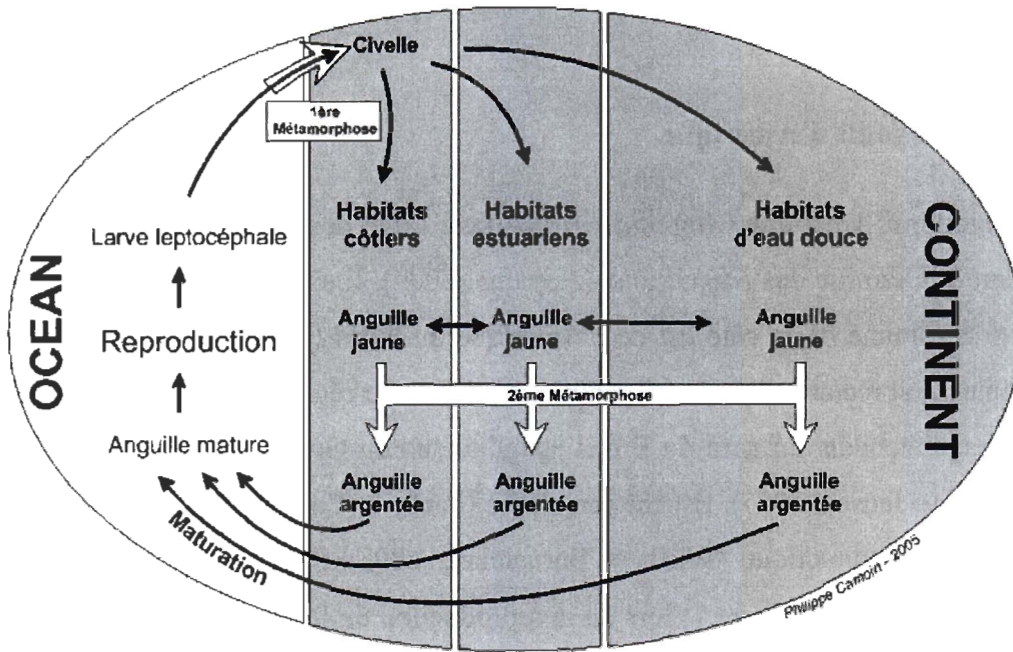 Civelle
1ère
Métamorphose
Larve leptocéphale
Habitats
côtiers
Habitats
estuariens
Habitats
d'eau douce
OCEAN
CONTINENT
Reproduction
Anguille
jaune
Anguille
jaune
Anguille
jaune
2ème Métamorphose
Anguille mature
Anguille
argentée
Anguille
argentée
Anguille
argentée
Maturation
Philippe Camoin - 2005